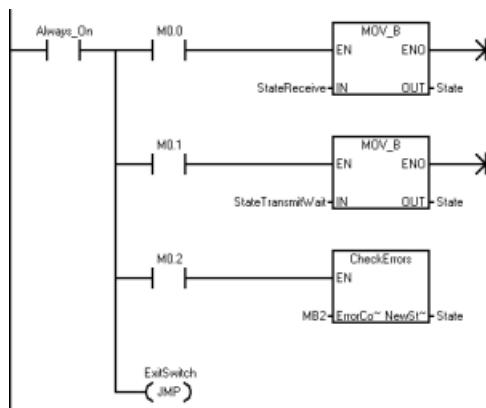 Always_On M0.0 MOV_B
EN ENO
StateReceive IN OUT State
M0.1 MOV_B
EN ENO
StateTransmitWait IN OUT State
M0.2 CheckErrors
EN
MB2 ErrorCo~ NewSt~ State
ExitSwitch
JMP